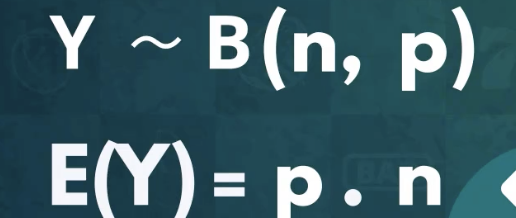 Y ~ B(n, p)
E(Y) = p . n